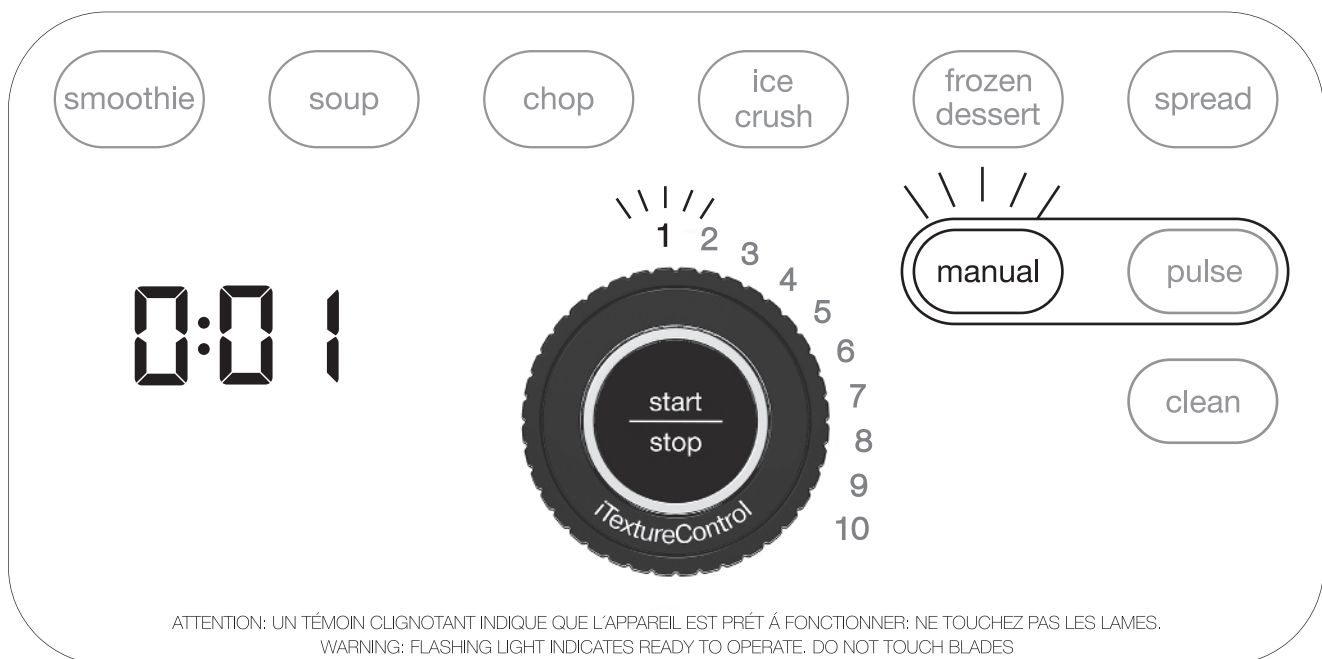 smoothie
soup
chop
ice
crush
frozen
dessert
spread
1
2
3
4
5
6
7
8
9
10
manual
pulse
clean
0:01
start
stop
iTextureControl
ATTENTION: UN TÉMOIN CLIGNOTANT INDIQUE QUE L´APPAREIL EST PRÉT Á FONCTIONNER: NE TOUCHEZ PAS LES LAMES.
WARNING: FLASHING LIGHT INDICATES READY TO OPERATE. DO NOT TOUCH BLADES